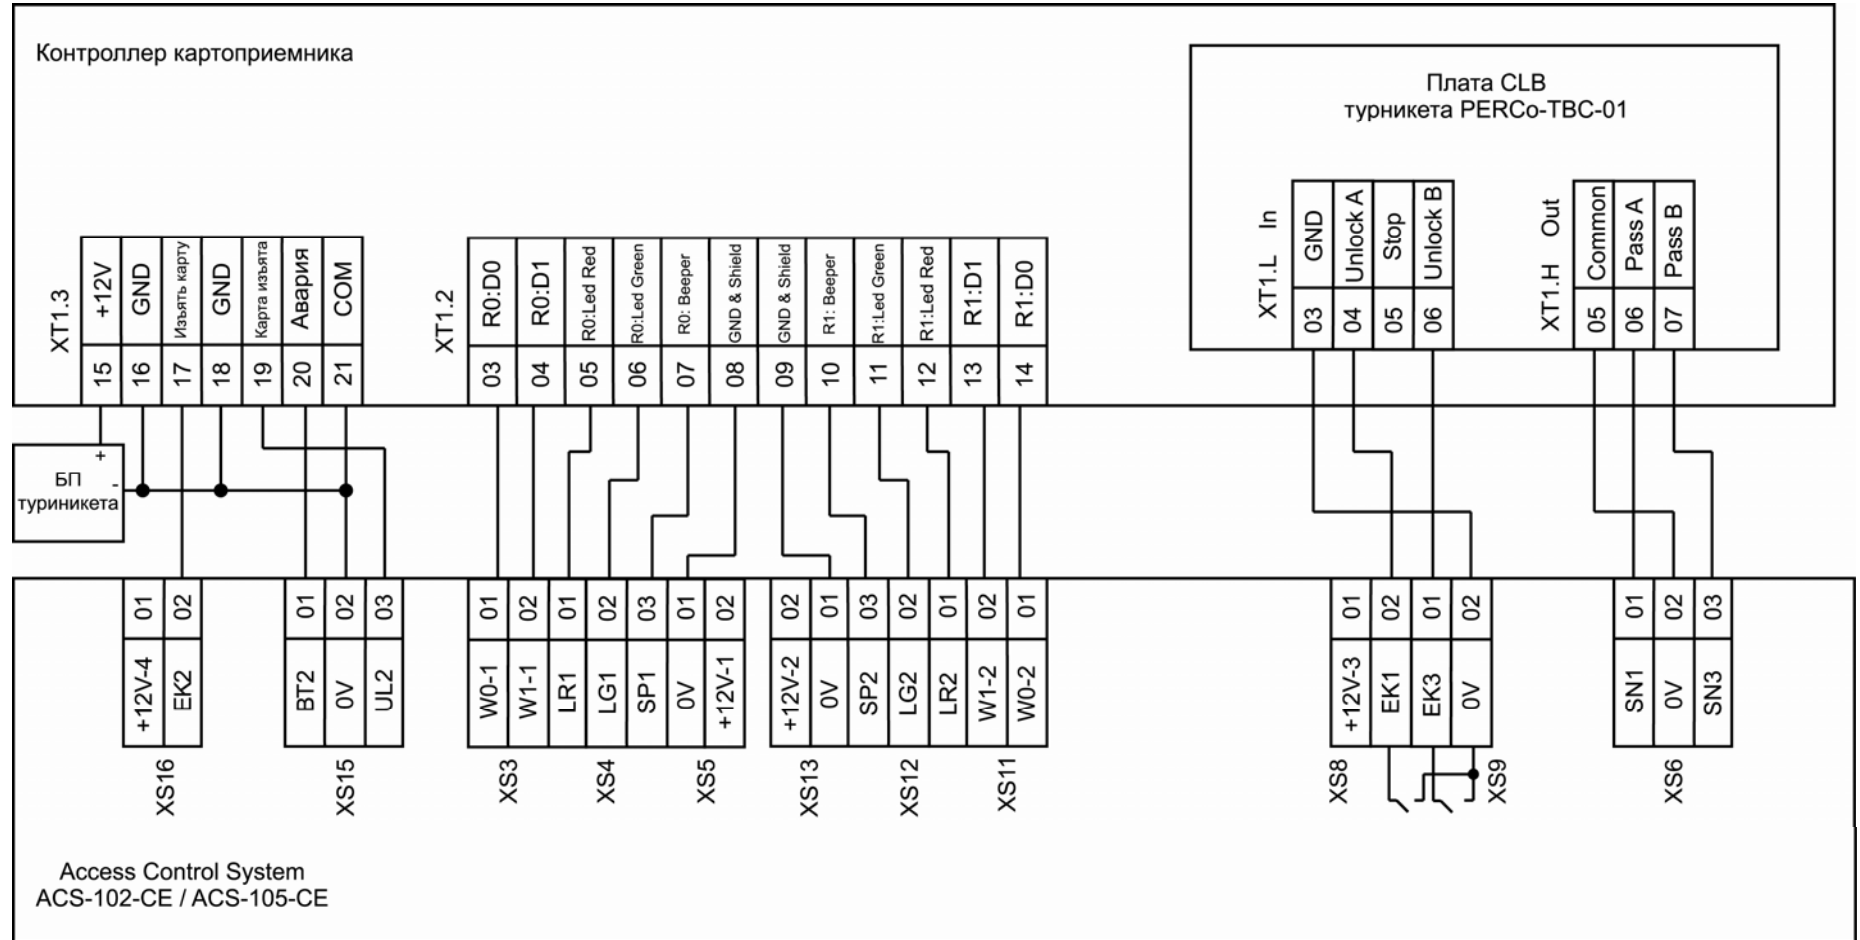 Контроллер картоприемника
Плата CLB
турникета PERCo-TBC-01
XT1.3
+12V
GND
Изъять карту
GND
Карта изъята
Авария
COM
15
16
17
18
19
20
21
XT1.2
R0:D0
R0:D1
R0:Led Red
R0:Led Green
R0: Beeper
GND & Shield
GND & Shield
R1: Beeper
R1:Led Green
R1:Led Red
R1:D1
R1:D0
03
04
05
06
07
08
09
10
11
12
13
14
XT1.L In
GND
Unlock A
Stop
Unlock B
03
04
05
06
XT1.H Out
Common
Pass A
Pass B
05
06
07
+
-
БП
туриникета
01
02
+12V-4
EK2
XS16
01
02
03
BT2
0V
UL2
XS15
01
02
01
02
03
01
02
W0-1
W1-1
LR1
LG1
SP1
0V
+12V-1
XS3
XS4
XS5
02
01
03
02
01
02
01
+12V-2
0V
SP2
LG2
LR2
W1-2
W0-2
XS13
XS12
XS11
01
02
01
02
+12V-3
EK1
EK3
0V
XS8
XS9
01
02
03
SN1
0V
SN3
XS6
Access Control System
ACS-102-CE / ACS-105-CE